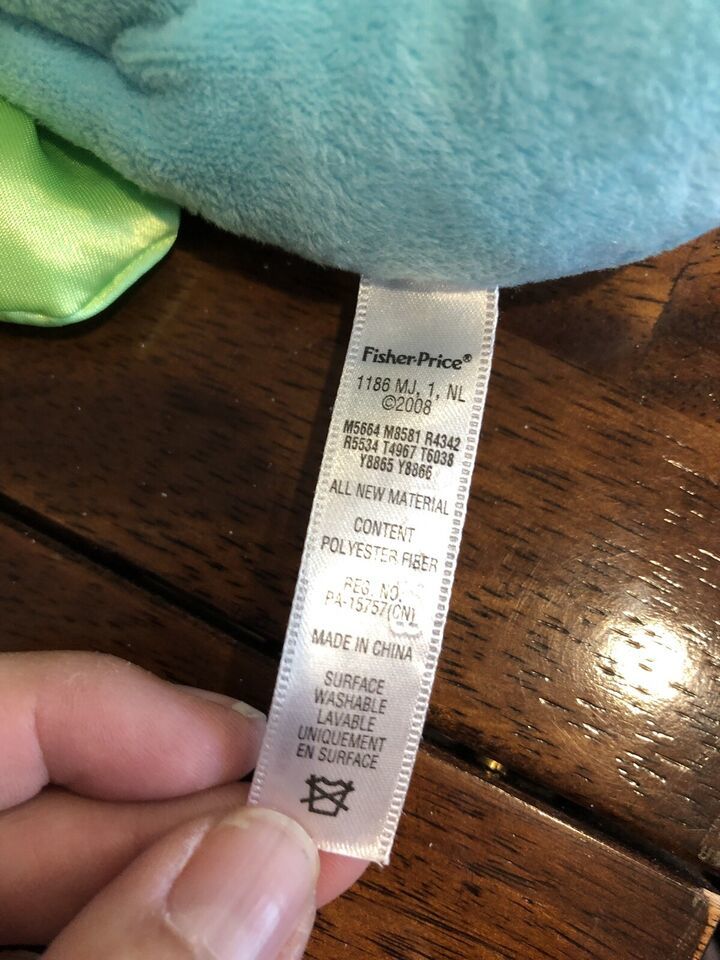 Fisher-Price®
1186 MJ, 1, NL
©2008
M5664 M8581 R4342
R5534 T4967 T6038
Y8865 Y8866
ALL NEW MATERIAL
CONTENT
POLYESTER FIBER
REG. NO.
PA-15757(CN)
MADE IN CHINA
SURFACE
WASHABLE
LAVABLE
UNIQUEMENT
EN SURFACE